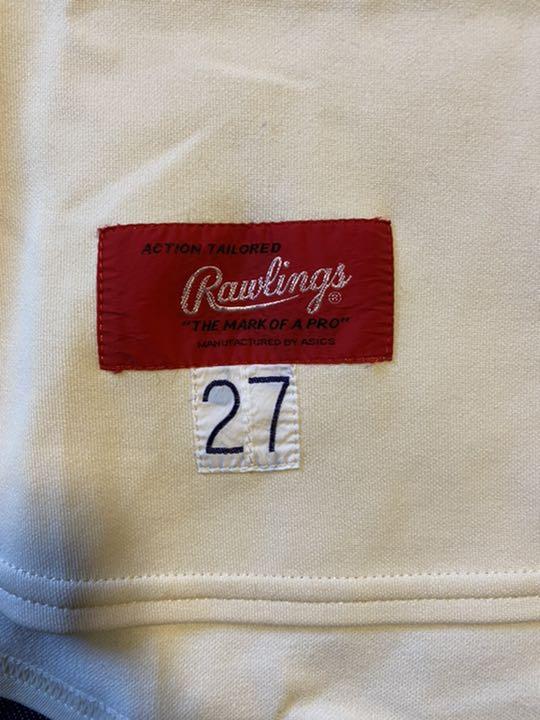 ACTION TAILORED
Rawlings®
"THE MARK OF A PRO"
MANUFACTURED BY ASICS
27